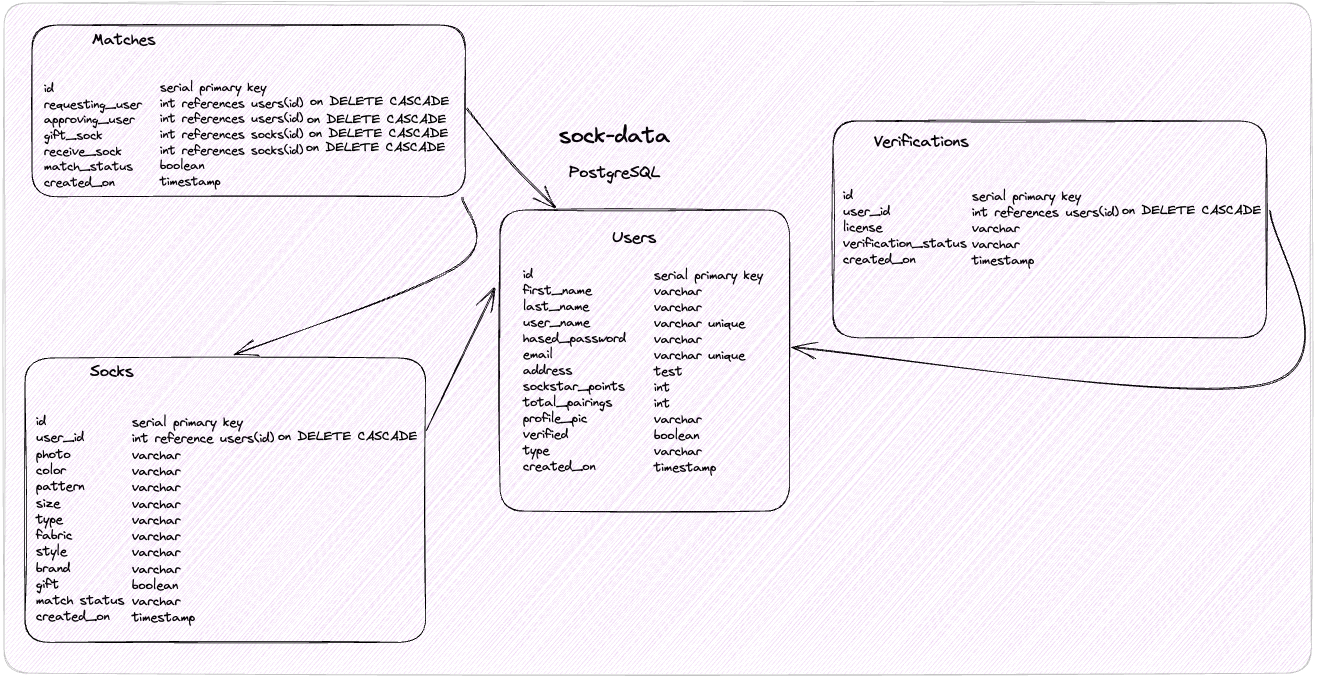 Matches
id serial primary key
requesting_user int references users(id) on DELETE CASCADE
approving_user int references users(id) on DELETE CASCADE
gift_sock int references socks(id) on DELETE CASCADE
receive_sock int references socks(id) on DELETE CASCADE
match_status boolean
created_on timestamp
sock-data
PostgreSQL
Verifications
id serial primary key
user_id int references users(id) on DELETE CASCADE
license varchar
verification_status varchar
created_on timestamp
Users
id serial primary key
first_name varchar
last_name varchar
user_name varchar unique
hased_password varchar
email varchar unique
address test
sockstar_points int
total_pairings int
profile_pic varchar
verified boolean
type varchar
created_on timestamp
Socks
id serial primary key
user_id int reference users(id) on DELETE CASCADE
photo varchar
color varchar
pattern varchar
size varchar
type varchar
fabric varchar
style varchar
brand varchar
gift boolean
match status varchar
created_on timestamp